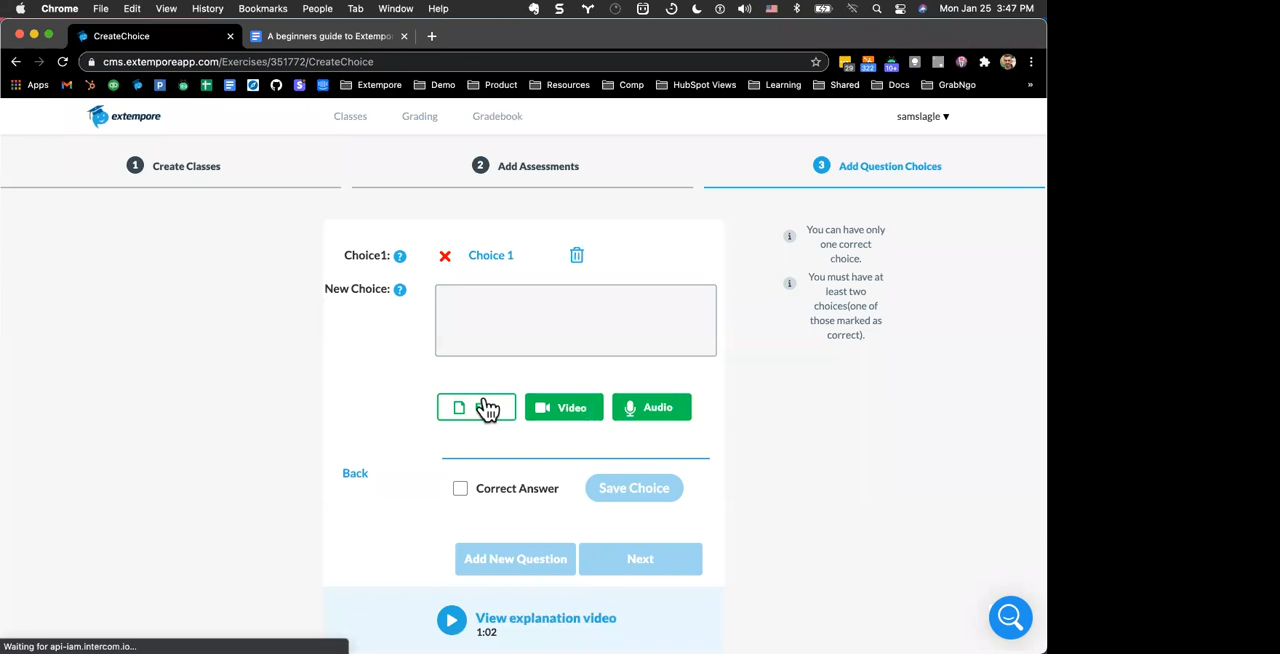 Chrome File Edit View History Bookmarks People Tab Window Help Mon Jan 25 3:47 PM
CreateChoice A beginners guide to Extempor
cms.extemporeapp.com/Exercises/351772/CreateChoice
29 322 10+
Apps Extempore Demo Product Resources Comp HubSpot Views Learning Shared Docs GrabNgo »
extempore Classes Grading Gradebook samslagle ▼
1 Create Classes 2 Add Assessments 3 Add Question Choices
Choice1: ? Choice 1
New Choice: ?
You can have only
one correct
choice.
You must have at
least two
choices(one of
those marked as
correct).
Video Audio
Back
Correct Answer Save Choice
Add New Question Next
View explanation video
1:02
Waiting for api-iam.intercom.io...